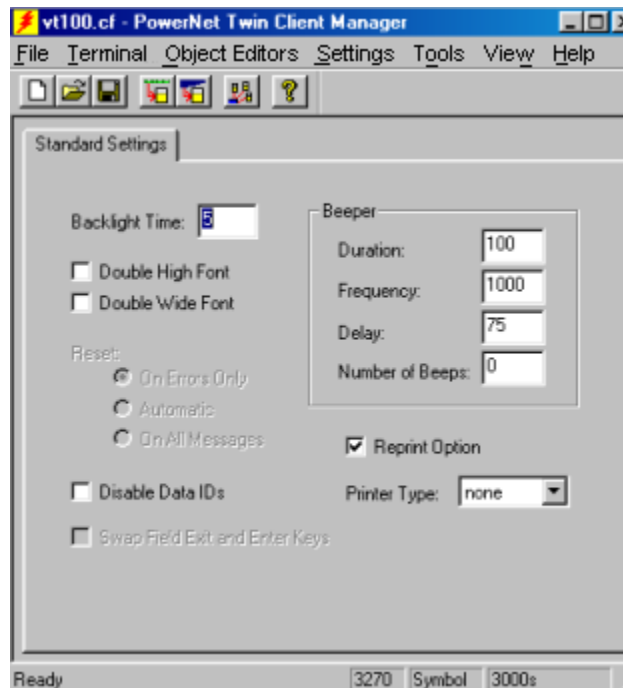 vt100.cf - PowerNet Twin Client Manager
File Terminal Object Editors Settings Tools View Help
Standard Settings
Backlight Time: 5
Double High Font
Double Wide Font
Reset:
On Errors Only
Automatic
On All Messages
Disable Data IDs
Swap Field Exit and Enter Keys
Beeper
Duration: 100
Frequency: 1000
Delay: 75
Number of Beeps: 0
Reprint Option
Printer Type: none
Ready 3270 Symbol 3000s